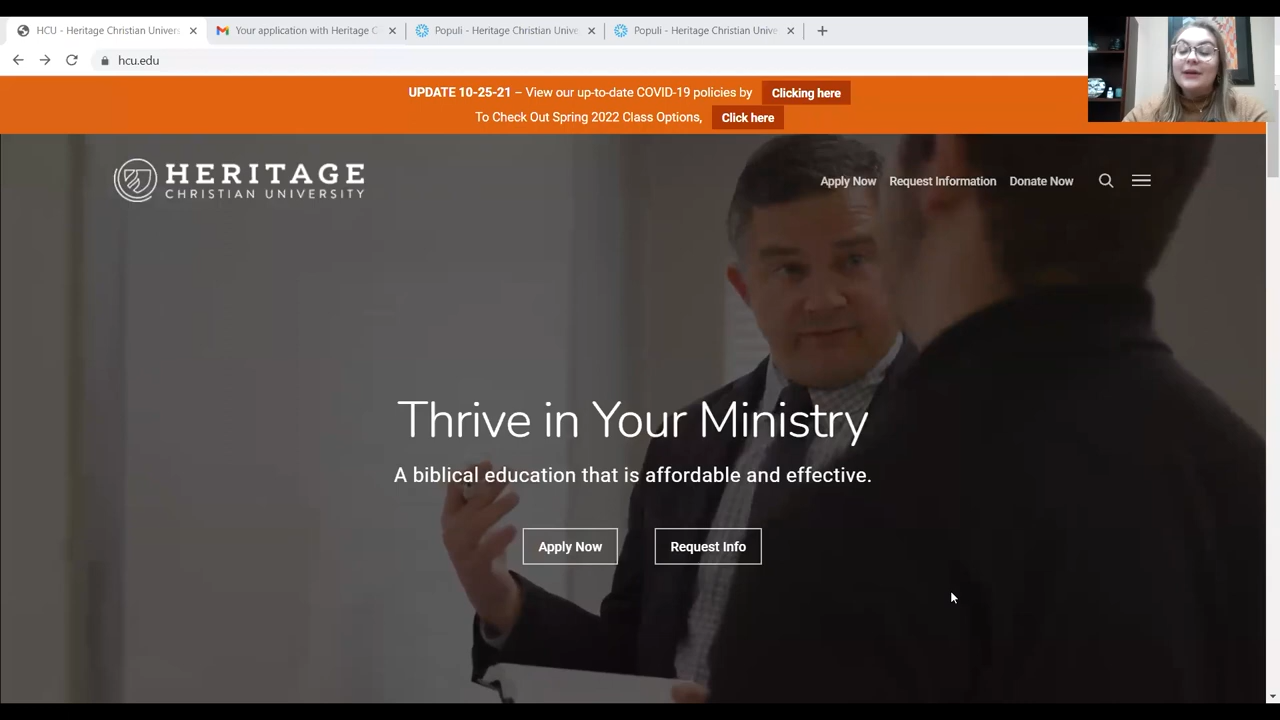 HCU - Heritage Christian Univers
Your application with Heritage C
Populi - Heritage Christian Unive
Populi - Heritage Christian Unive
hcu.edu
UPDATE 10-25-21 – View our up-to-date COVID-19 policies by Clicking here
To Check Out Spring 2022 Class Options, Click here
HERITAGE
CHRISTIAN UNIVERSITY
Apply Now Request Information Donate Now
Thrive in Your Ministry
A biblical education that is affordable and effective.
Apply Now Request Info